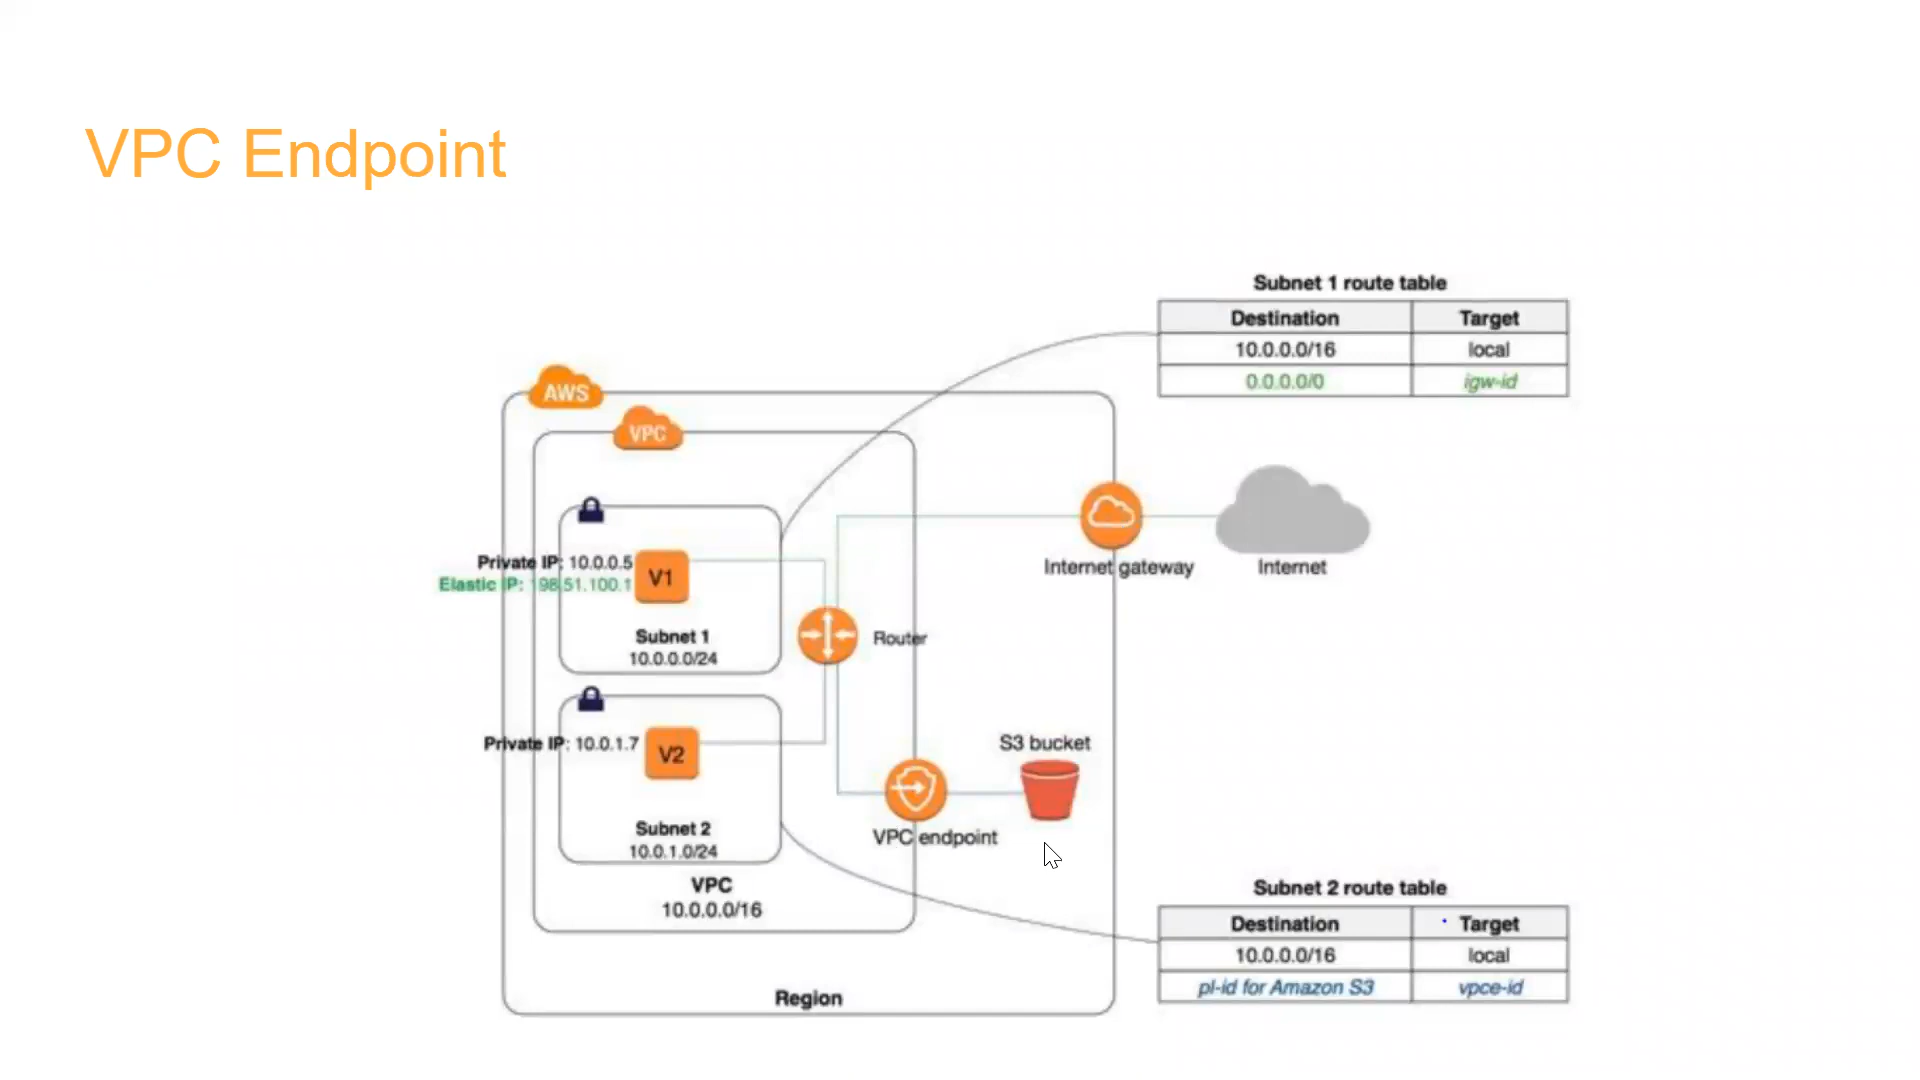 VPC Endpoint
Subnet 1 route table
Destination Target
10.0.0.0/16 local
0.0.0.0/0 igw-id
AWS
VPC
Private IP: 10.0.0.5
Elastic IP: 198.51.100.1
V1
Subnet 1
10.0.0.0/24
Router
Internet gateway
Internet
Private IP: 10.0.1.7
V2
Subnet 2
10.0.1.0/24
VPC
10.0.0.0/16
S3 bucket
VPC endpoint
Region
Subnet 2 route table
Destination Target
10.0.0.0/16 local
pl-id for Amazon S3 vpce-id